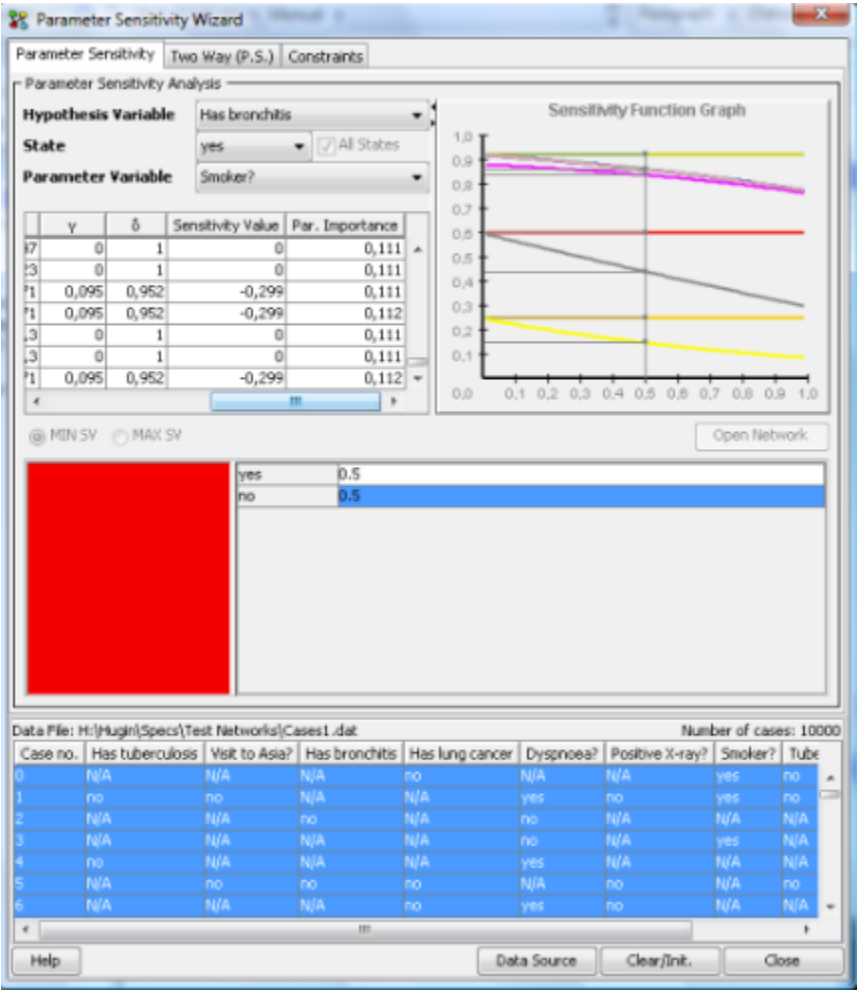 Parameter Sensitivity Wizard
Parameter Sensitivity Two Way (P.S.) Constraints
Parameter Sensitivity Analysis
Hypothesis Variable Has bronchitis
State yes All States
Parameter Variable Smoker?
γ δ Sensitivity Value Par. Importance
0 1 0 0,111
0 1 0 0,111
0,095 0,952 -0,299 0,111
0,095 0,952 -0,299 0,112
0 1 0 0,111
0 1 0 0,111
0,095 0,952 -0,299 0,112
Sensitivity Function Graph
1,0
0,9
0,8
0,7
0,6
0,5
0,4
0,3
0,2
0,1
0,0 0,1 0,2 0,3 0,4 0,5 0,6 0,7 0,8 0,9 1,0
MIN SV MAX SV Open Network
yes 0.5
no 0.5
Data File: H:\Hugin\Specs\Test Networks\Cases1.dat Number of cases: 10000
Case no. Has tuberculosis Visit to Asia? Has bronchitis Has lung cancer Dyspnoea? Positive X-ray? Smoker? Tube
0 N/A N/A N/A no N/A N/A yes no
1 no no N/A N/A yes no yes no
2 N/A N/A no N/A no N/A N/A N/A
3 N/A N/A N/A N/A no N/A yes N/A
4 no N/A N/A N/A yes N/A N/A N/A
5 N/A no no no N/A no N/A no
6 N/A N/A N/A no yes no N/A N/A
Help Data Source Clear/Init. Close